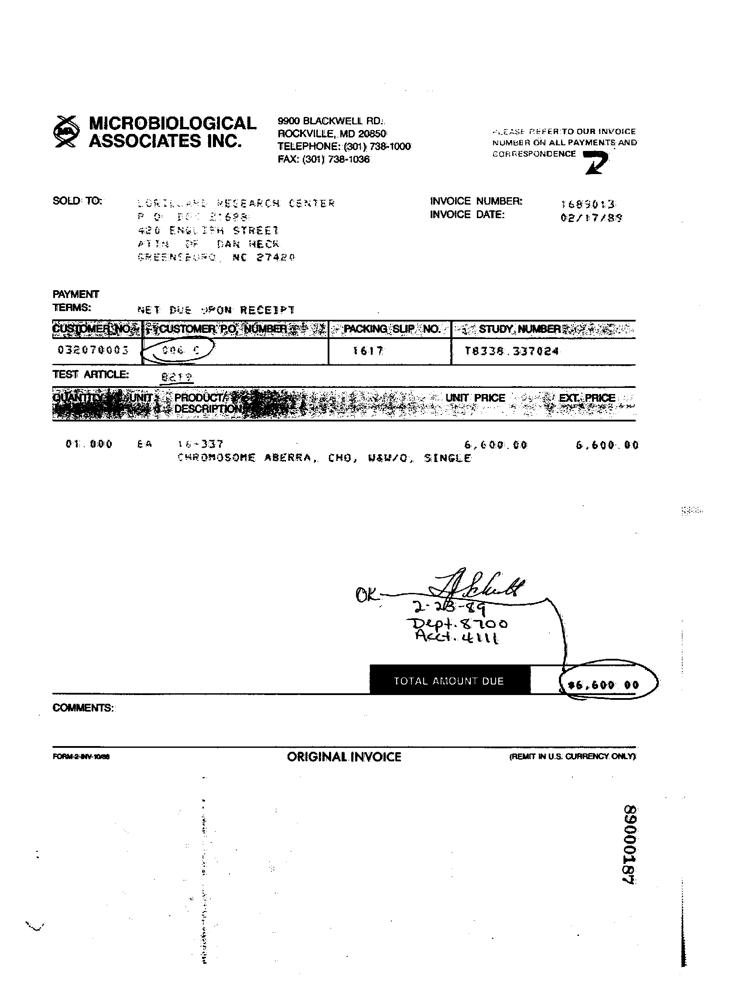 MICROBIOLOGICAL
ASSOCIATES INC.
9900 BLACKWELL RD.
ROCKVILLE, MD 20850
TELEPHONE: (301) 738-1000
FAX: (301) 738-1036
PLEASE REFER TO OUR INVOICE
NUMBER ON ALL PAYMENTS AND
CORRESPONDENCE
SOLD TO:
LORILLARD RESEARCH CENTER
P O BOX 21688
420 ENGLISH STREET
ATTN DR DAN HECK
GREENSBORO, NC 27420
INVOICE NUMBER: 1689013
INVOICE DATE: 02/17/89
PAYMENT
TERMS: NET DUE UPON RECEIPT
CUSTOMER NO. CUSTOMER P.O. NUMBER PACKING SLIP NO. STUDY NUMBER
032070003 C 1617 T8338.337024
TEST ARTICLE: 8212
QUANTITY UNIT PRODUCT/ DESCRIPTION UNIT PRICE EXT. PRICE
01.000 EA 16-337 6,600.00 6,600.00
CHROMOSOME ABERRA, CHO, W&W/O, SINGLE
OK
2-28-89
Dept. 8700
Acct. 4111
TOTAL AMOUNT DUE $6,600.00
COMMENTS:
FORM-2-INV-10/88 ORIGINAL INVOICE (REMIT IN U.S. CURRENCY ONLY)
89000187